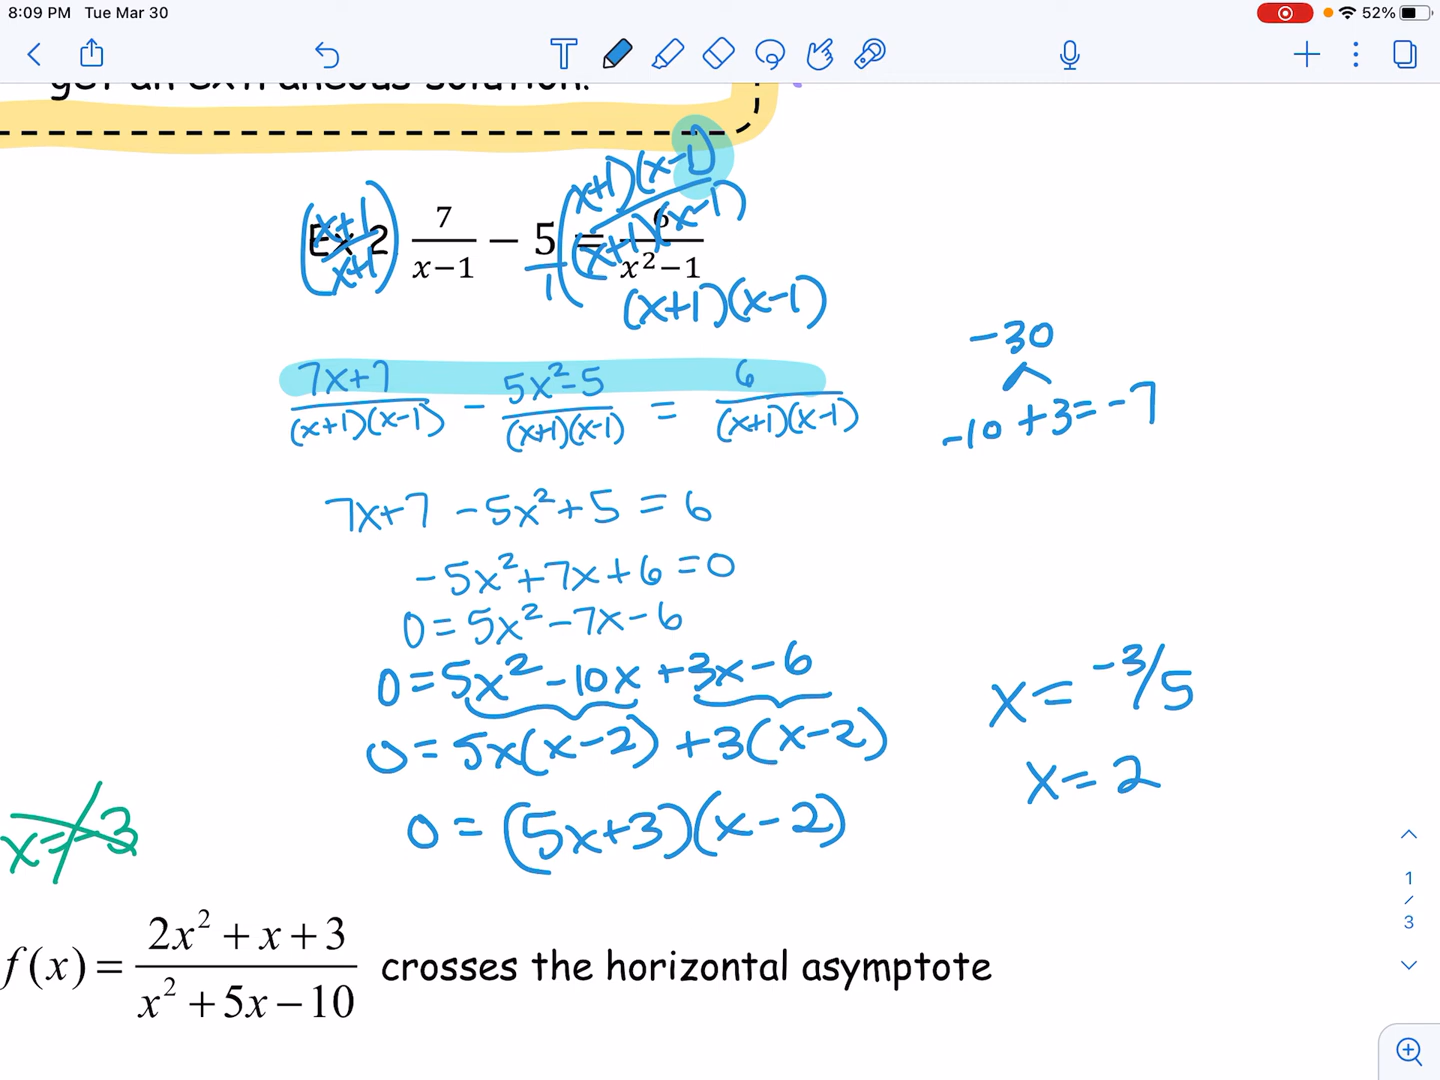 8:09 PM Tue Mar 30
52%
T
get an extraneous solution.
(x+1)(x-1)
(x+1)(x-1)
(x+1/x+1) Ex 2) 7/x−1 − 5/1 = 6/x²−1
(x+1)(x-1)
-30
-10 +3=-7
7x+7/(x+1)(x-1) - 5x²-5/(x+1)(x-1) = 6/(x+1)(x-1)
7x+7 -5x²+5 = 6
-5x²+7x+6=0
0=5x²-7x-6
0=5x²-10x+3x-6
0=5x(x-2)+3(x-2)
0=(5x+3)(x-2)
x=-3/5
x=2
f(x)= 2x²+x+3/x²+5x−10 crosses the horizontal asymptote
1/3